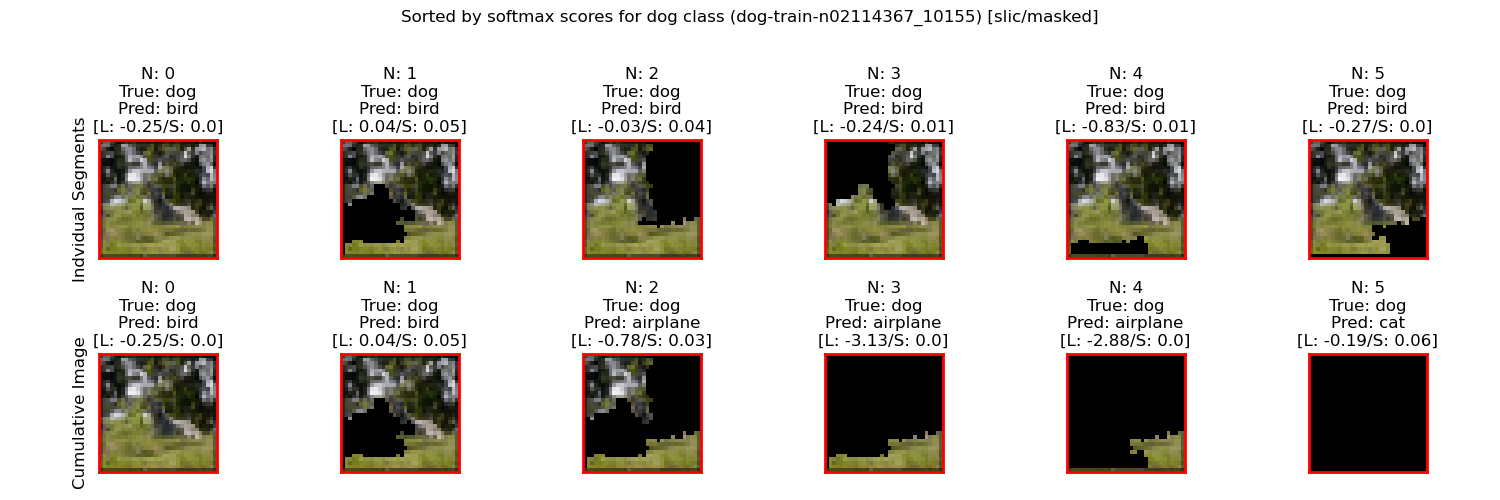 Sorted by softmax scores for dog class (dog-train-n02114367_10155) [slic/masked]
Indvidual Segments
N: 0
True: dog
Pred: bird
[L: -0.25/S: 0.0]
N: 1
True: dog
Pred: bird
[L: 0.04/S: 0.05]
N: 2
True: dog
Pred: bird
[L: -0.03/S: 0.04]
N: 3
True: dog
Pred: bird
[L: -0.24/S: 0.01]
N: 4
True: dog
Pred: bird
[L: -0.83/S: 0.01]
N: 5
True: dog
Pred: bird
[L: -0.27/S: 0.0]
Cumulative Image
N: 0
True: dog
Pred: bird
[L: -0.25/S: 0.0]
N: 1
True: dog
Pred: bird
[L: 0.04/S: 0.05]
N: 2
True: dog
Pred: airplane
[L: -0.78/S: 0.03]
N: 3
True: dog
Pred: airplane
[L: -3.13/S: 0.0]
N: 4
True: dog
Pred: airplane
[L: -2.88/S: 0.0]
N: 5
True: dog
Pred: cat
[L: -0.19/S: 0.06]